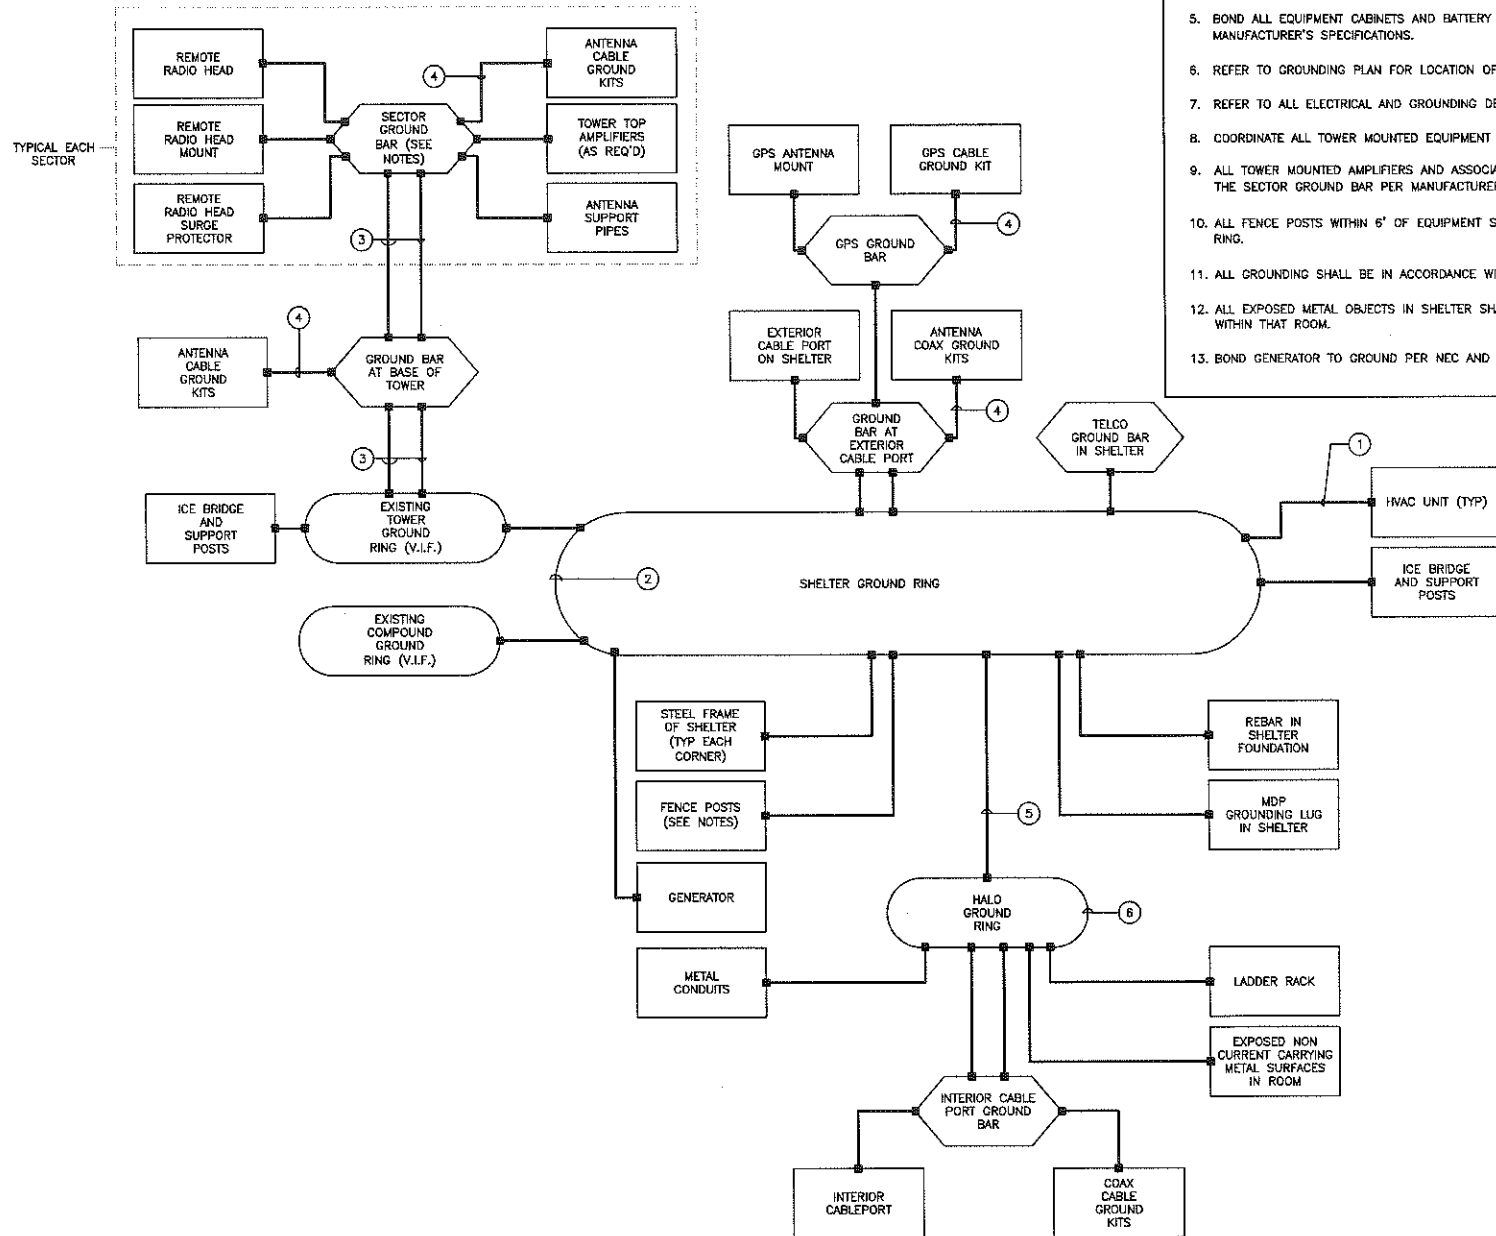 REMOTE
RADIO HEAD
ANTENNA
CABLE
GROUND
KITS
4
REMOTE
RADIO HEAD
MOUNT
SECTOR
GROUND
BAR (SEE
NOTES)
TOWER TOP
AMPLIFIERS
(AS REQ'D)
TYPICAL EACH
SECTOR
REMOTE
RADIO HEAD
SURGE
PROTECTOR
ANTENNA
SUPPORT
PIPES
3
4
ANTENNA
CABLE
GROUND
KITS
GROUND BAR
AT BASE OF
TOWER
3
ICE BRIDGE
AND
SUPPORT
POSTS
EXISTING
TOWER
GROUND
RING (V.I.F.)
EXISTING
COMPOUND
GROUND
RING (V.I.F.)
GPS ANTENNA
MOUNT
GPS CABLE
GROUND KIT
4
GPS GROUND
BAR
EXTERIOR
CABLE PORT
ON SHELTER
ANTENNA
COAX GROUND
KITS
4
GROUND
BAR AT
EXTERIOR
CABLE PORT
TELCO
GROUND BAR
IN SHELTER
1
HVAC UNIT (TYP)
ICE BRIDGE
AND SUPPORT
POSTS
2
SHELTER GROUND RING
STEEL FRAME
OF SHELTER
(TYP EACH
CORNER)
FENCE POSTS
(SEE NOTES)
GENERATOR
REBAR IN
SHELTER
FOUNDATION
MDP
GROUNDING LUG
IN SHELTER
5
HALO
GROUND
RING
6
METAL
CONDUITS
LADDER RACK
EXPOSED NON
CURRENT CARRYING
METAL SURFACES
IN ROOM
INTERIOR CABLE
PORT GROUND
BAR
INTERIOR
CABLEPORT
COAX
CABLE
GROUND
KITS
5. BOND ALL EQUIPMENT CABINETS AND BATTERY
MANUFACTURER'S SPECIFICATIONS.
6. REFER TO GROUNDING PLAN FOR LOCATION OF
7. REFER TO ALL ELECTRICAL AND GROUNDING
8. COORDINATE ALL TOWER MOUNTED EQUIPMENT
9. ALL TOWER MOUNTED AMPLIFIERS AND
THE SECTOR GROUND BAR PER
10. ALL FENCE POSTS WITHIN 6' OF EQUIPMENT
RING.
11. ALL GROUNDING SHALL BE IN ACCORDANCE
12. ALL EXPOSED METAL OBJECTS IN SHELTER
WITHIN THAT ROOM.
13. BOND GENERATOR TO GROUND PER NEC AND